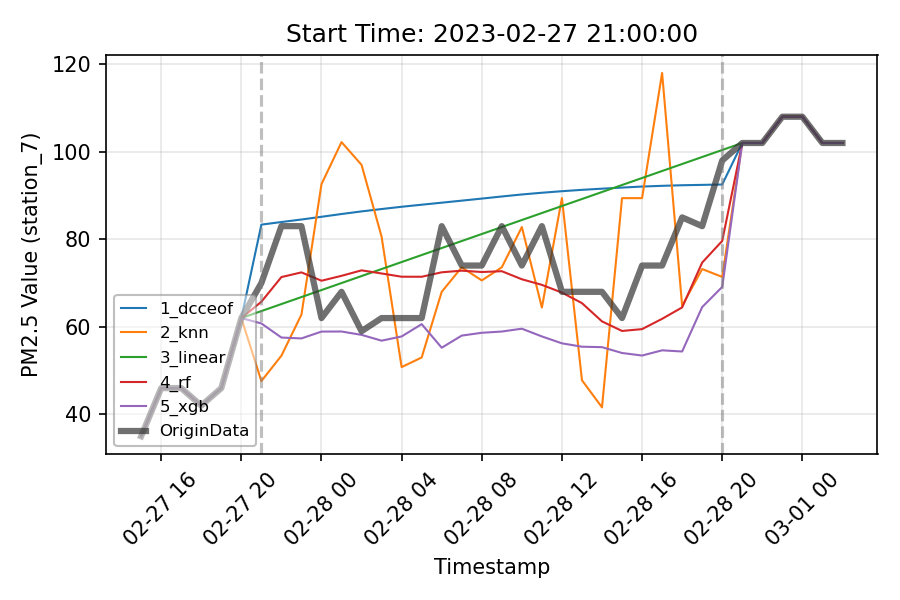 Start Time: 2023-02-27 21:00:00
PM2.5 Value (station_7)
120
100
80
60
40
1_dcceof
2_knn
3_linear
4_rf
5_xgb
OriginData
02-27 16
02-27 20
02-28 00
02-28 04
02-28 08
02-28 12
02-28 16
02-28 20
03-01 00
Timestamp